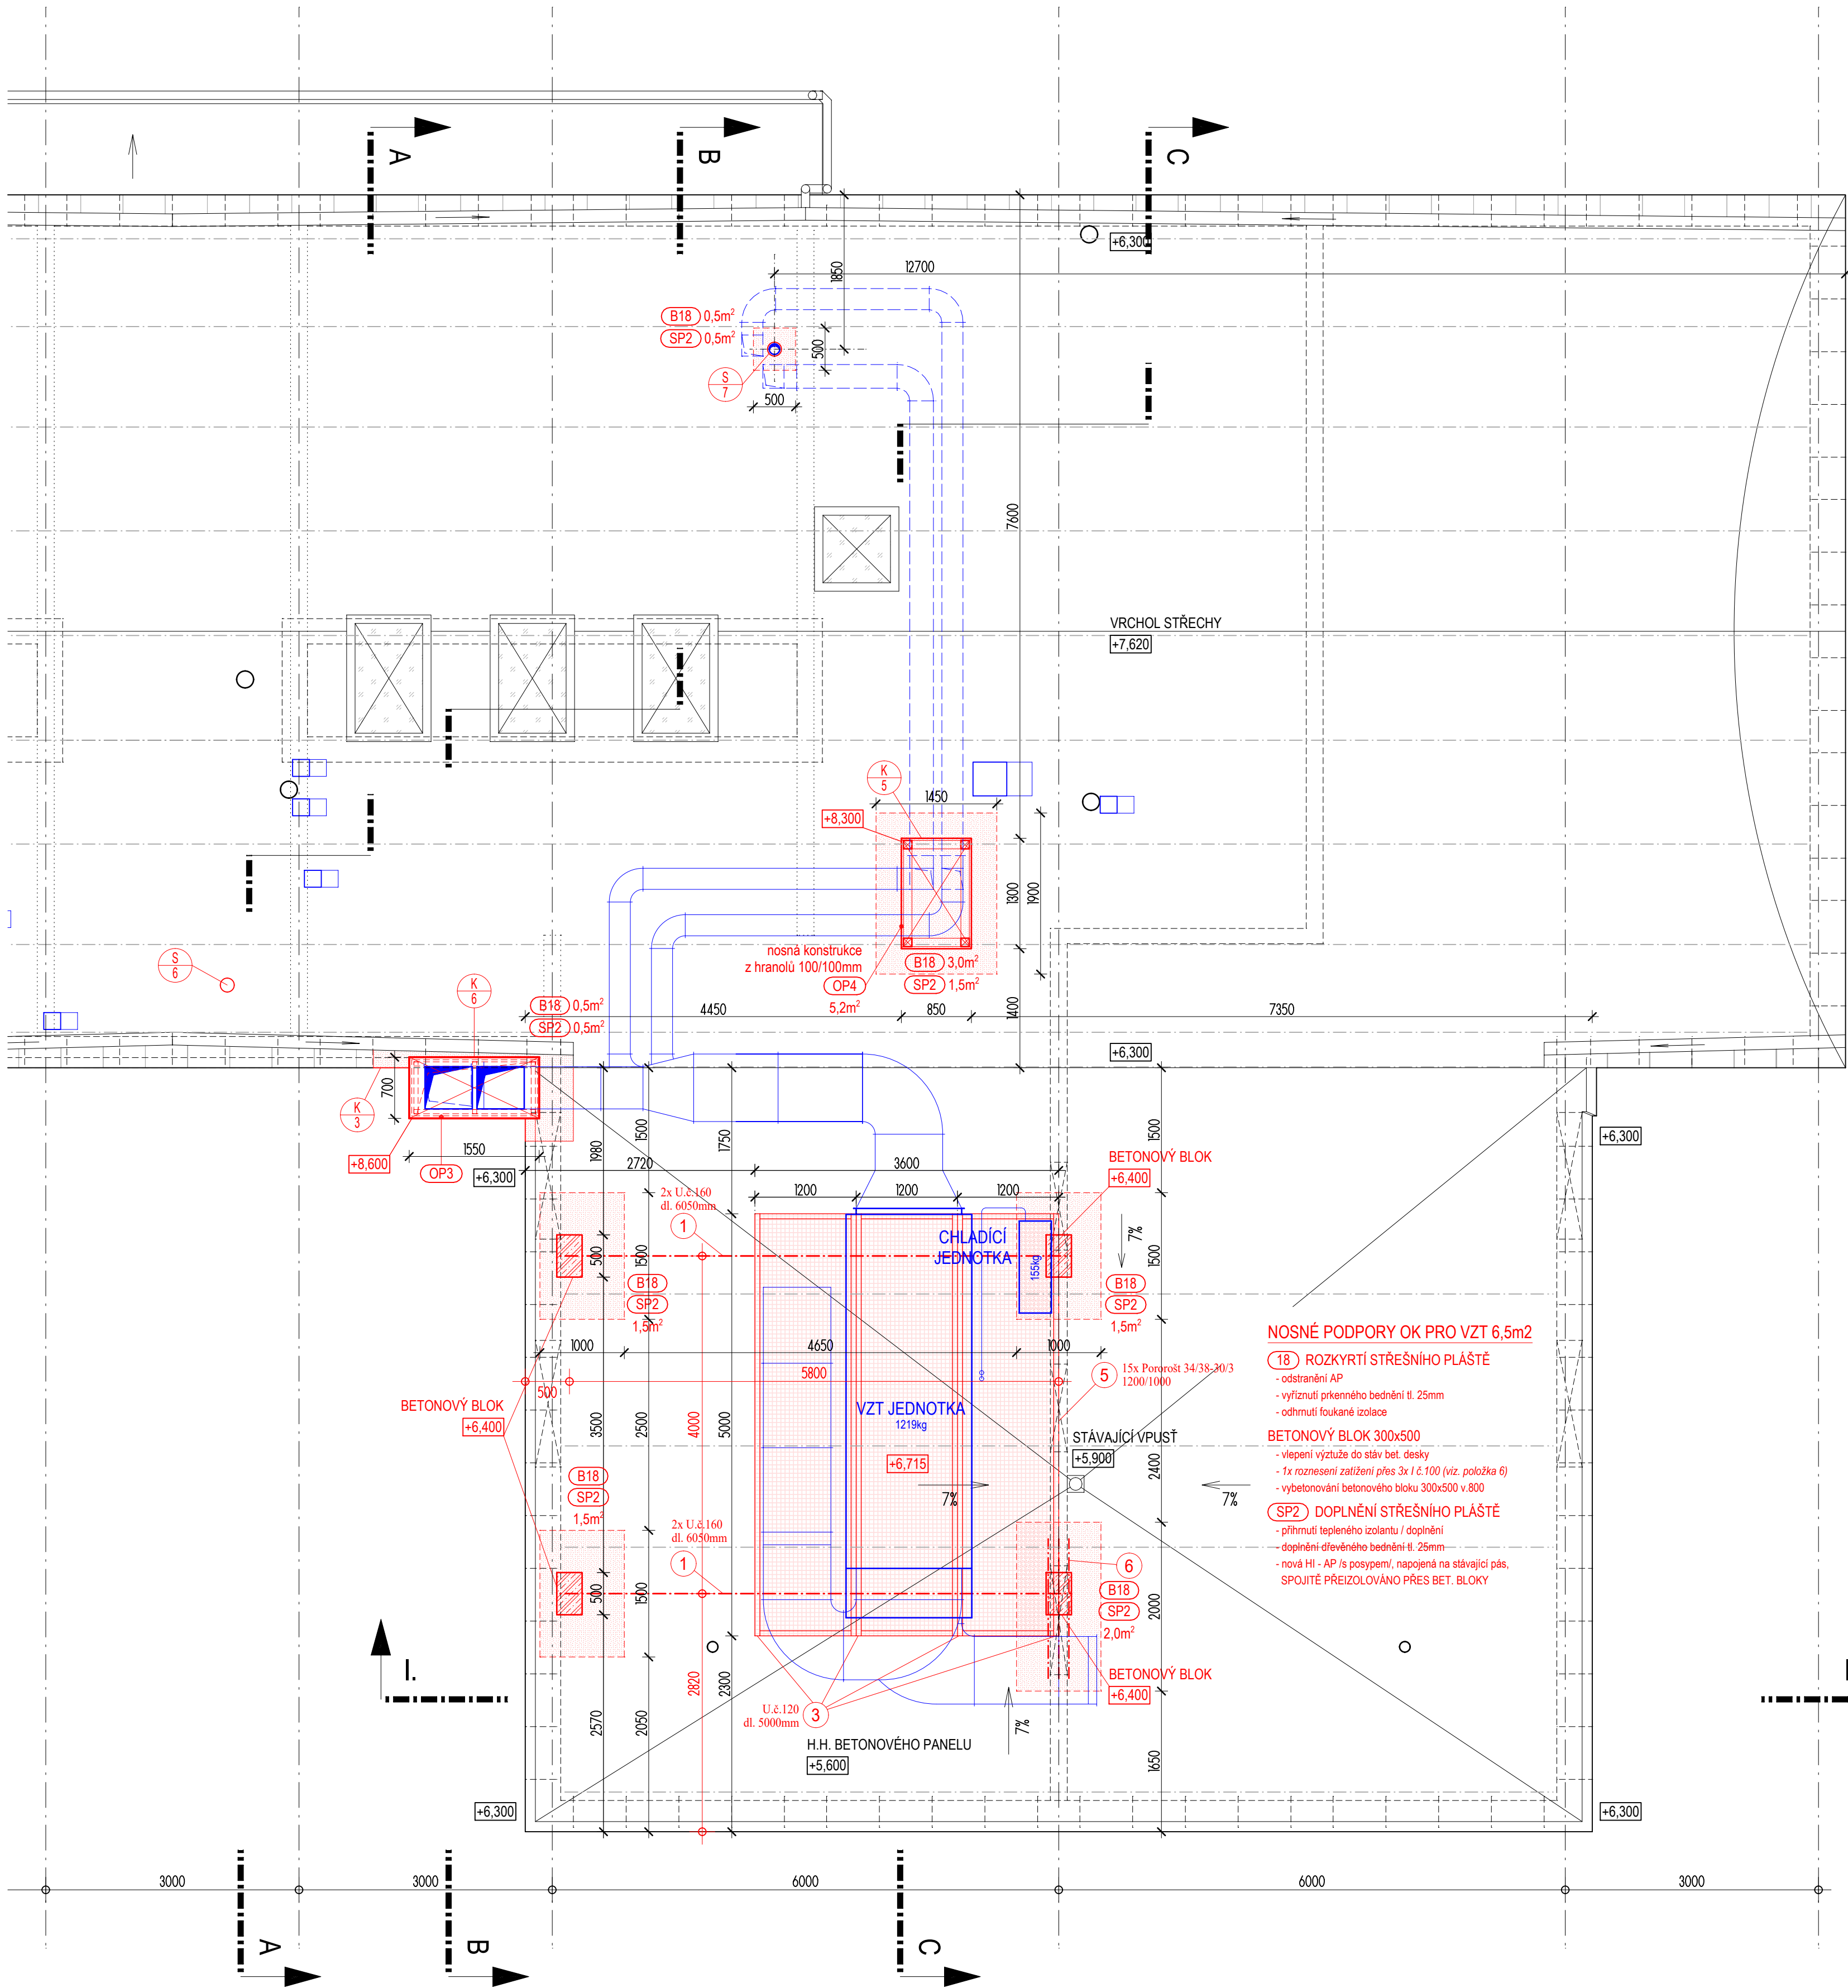 A
B
C
+6,300
12700
1850
B18 0,5m²
SP2 0,5m²
500
S
7
500
7600
VRCHOL STŘECHY
+7,620
K
5
1450
+8,300
1300
1900
nosná konstrukce
z hranolů 100/100mm
B18 3,0m²
OP4
SP2 1,5m²
5,2m²
S
6
K
6
B18 0,5m²
SP2 0,5m²
4450
850
1400
7350
+6,300
700
K
3
1550
+8,600
OP3
+6,300
1980
1500
1750
2720
3600
1500
+6,300
BETONOVÝ BLOK
+6,400
2x U.č.160
dl. 6050mm
1
1200
1200
1200
CHLADÍCÍ
JEDNOTKA
155kg
7%
500
1500
1500
B18
SP2
1,5m²
B18
SP2
1,5m²
1000
4650
1000
5800
500
5
15x Pororošt 34/38-30/3
1200/1000
NOSNÉ PODPORY OK PRO VZT 6,5m2
18 ROZKRYTÍ STŘEŠNÍHO PLÁŠTĚ
- odstranění AP
- vyříznutí prkenného bednění tl. 25mm
- odhrnutí foukané izolace
BETONOVÝ BLOK 300x500
- vlepení výztuže do stáv bet. desky
- 1x roznesení zatížení přes 3x I č.100 (viz. položka 6)
- vybetonování betonového bloku 300x500 v.800
SP2 DOPLNĚNÍ STŘEŠNÍHO PLÁŠTĚ
- přihrnutí tepleného izolantu / doplnění
- doplnění dřevěného bednění tl. 25mm
- nová HI - AP /s posypem/, napojená na stávající pás,
SPOJITĚ PŘEIZOLOVÁNO PŘES BET. BLOKY
BETONOVÝ BLOK
+6,400
3500
2500
4000
5000
VZT JEDNOTKA
1219kg
+6,715
STÁVAJÍCÍ VPUSŤ
+5,900
2400
7%
7%
B18
SP2
1,5m²
2x U.č.160
dl. 6050mm
1
6
500
1500
B18
SP2
2,0m²
2000
BETONOVÝ BLOK
+6,400
I.
2570
2050
2820
2300
U.č.120
dl. 5000mm
3
7%
H.H. BETONOVÉHO PANELU
+5,600
1650
+6,300
+6,300
3000
3000
6000
6000
3000
A
B
C